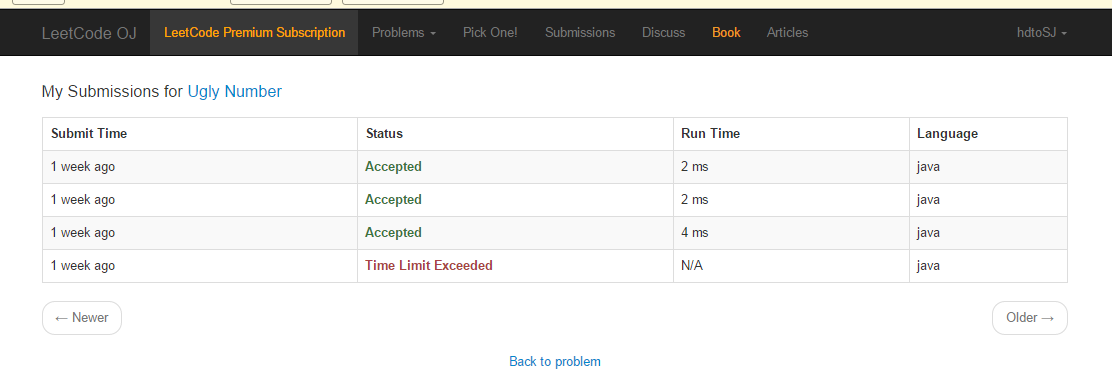 LeetCode OJ LeetCode Premium Subscription Problems Pick One! Submissions Discuss Book Articles hdtoSJ
My Submissions for Ugly Number
Submit Time Status Run Time Language
1 week ago Accepted 2 ms java
1 week ago Accepted 2 ms java
1 week ago Accepted 4 ms java
1 week ago Time Limit Exceeded N/A java
← Newer Older →
Back to problem